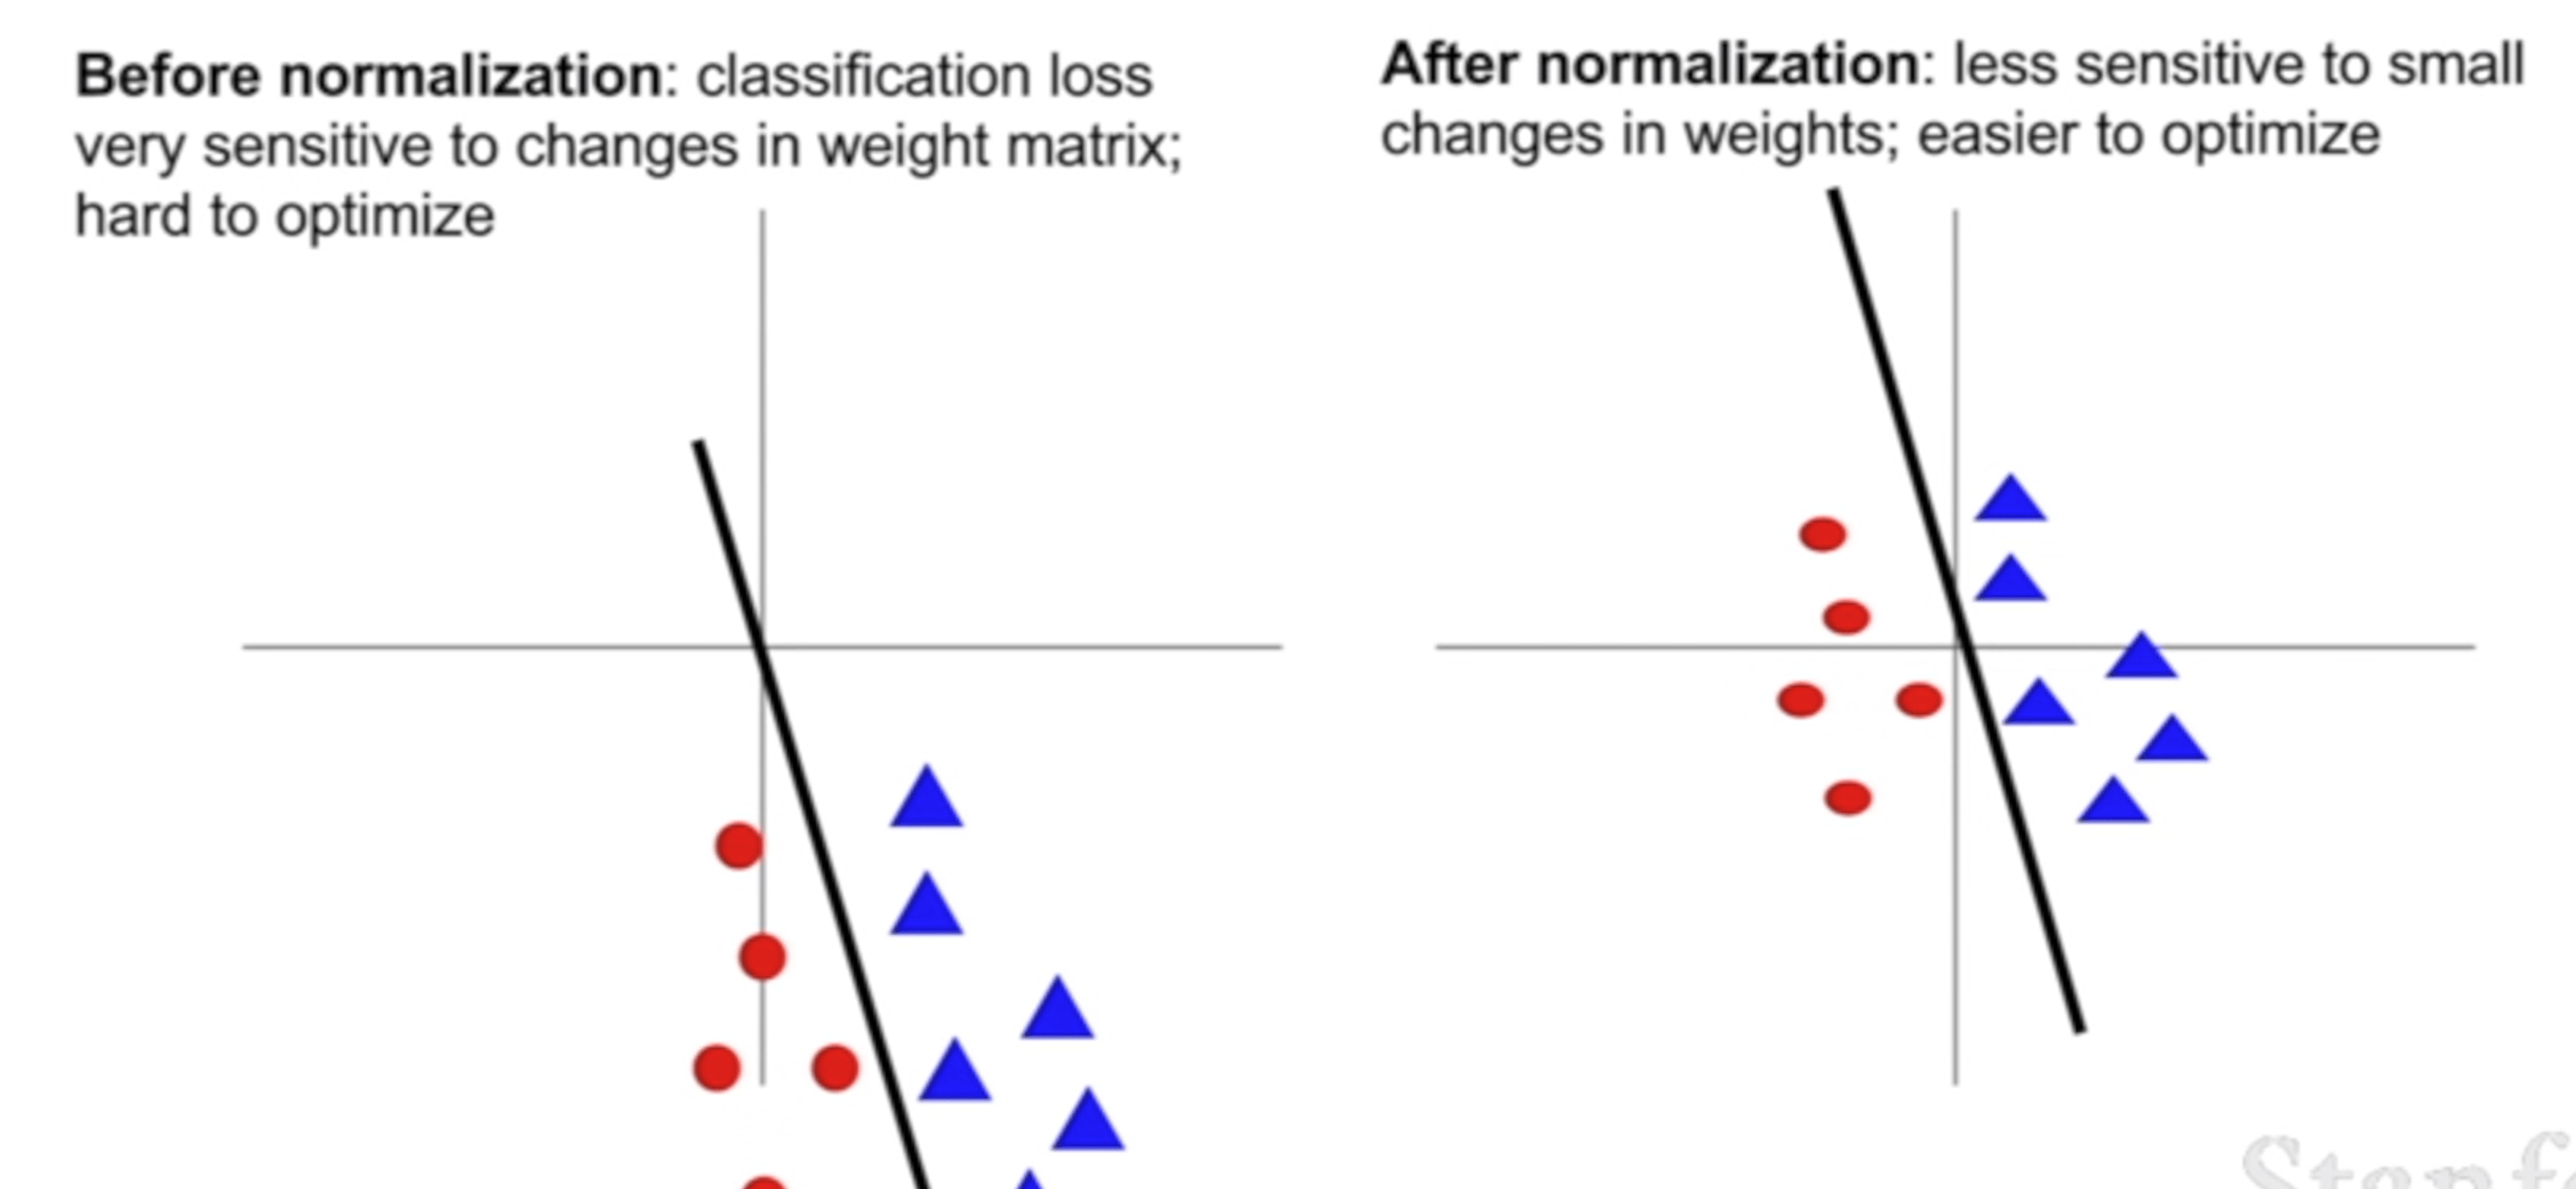 Before normalization: classification loss
very sensitive to changes in weight matrix;
hard to optimize
After normalization: less sensitive to small
changes in weights; easier to optimize